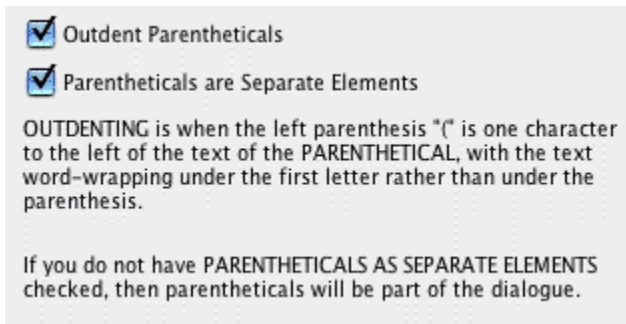 Outdent Parentheticals
Parentheticals are Separate Elements
OUTDENTING is when the left parenthesis "(" is one character
to the left of the text of the PARENTHETICAL, with the text
word-wrapping under the first letter rather than under the
parenthesis.
If you do not have PARENTHETICALS AS SEPARATE ELEMENTS
checked, then parentheticals will be part of the dialogue.